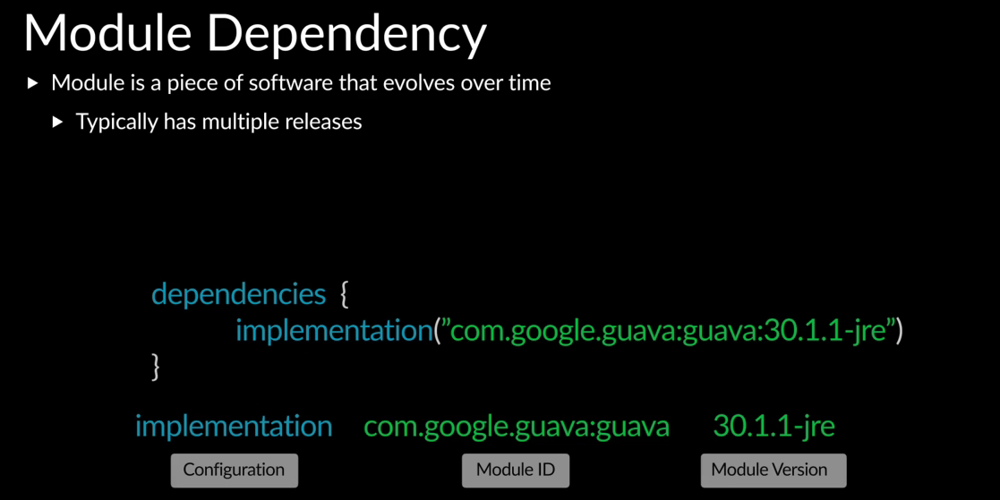 Module Dependency
Module is a piece of software that evolves over time
Typically has multiple releases
dependencies {
implementation(”com.google.guava:guava:30.1.1-jre”)
}
implementation com.google.guava:guava 30.1.1-jre
Configuration Module ID Module Version